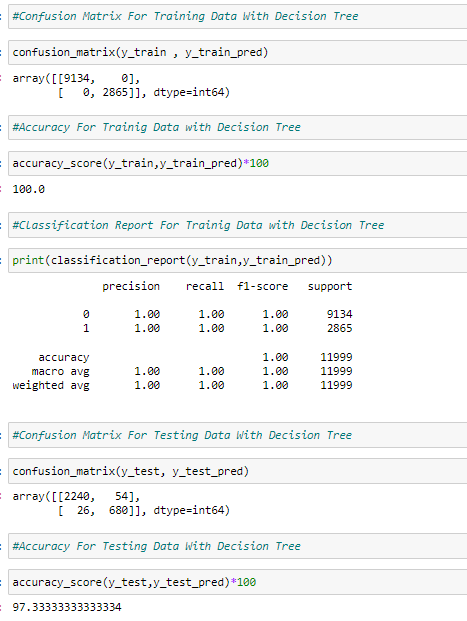 #Confusion Matrix For Training Data With Decision Tree
confusion_matrix(y_train , y_train_pred)
array([[9134,    0],
       [   0, 2865]], dtype=int64)
#Accuracy For Trainig Data with Decision Tree
accuracy_score(y_train,y_train_pred)*100
100.0
#Classification Report For Trainig Data with Decision Tree
print(classification_report(y_train,y_train_pred))
              precision    recall  f1-score   support
           0       1.00      1.00      1.00      9134
           1       1.00      1.00      1.00      2865
    accuracy                           1.00     11999
   macro avg       1.00      1.00      1.00     11999
weighted avg       1.00      1.00      1.00     11999
#Confusion Matrix For Testing Data With Decision Tree
confusion_matrix(y_test, y_test_pred)
array([[2240,   54],
       [  26,  680]], dtype=int64)
#Accuracy For Testing Data With Decision Tree
accuracy_score(y_test,y_test_pred)*100
97.33333333333334